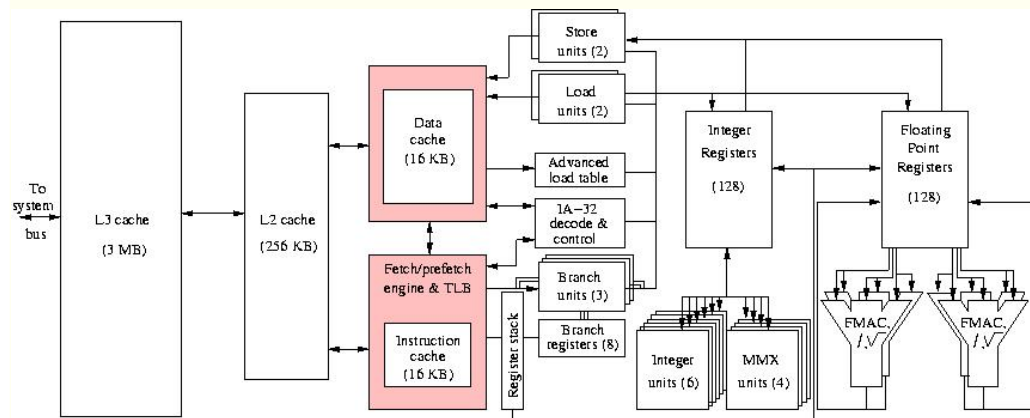 To
system
bus
L3 cache
(3 MB)
L2 cache
(256 KB)
Data
cache
(16 KB)
Fetch/prefetch
engine & TLB
Instruction
cache
(16 KB)
Store
units (2)
Load
units (2)
Advanced
load table
IA-32
decode &
control
Branch
units (3)
Branch
registers (8)
Register stack
Integer
Registers
(128)
Integer
units (6)
MMX
units (4)
Floating
Point
Registers
(128)
FMAC,
/,√
FMAC,
/,√